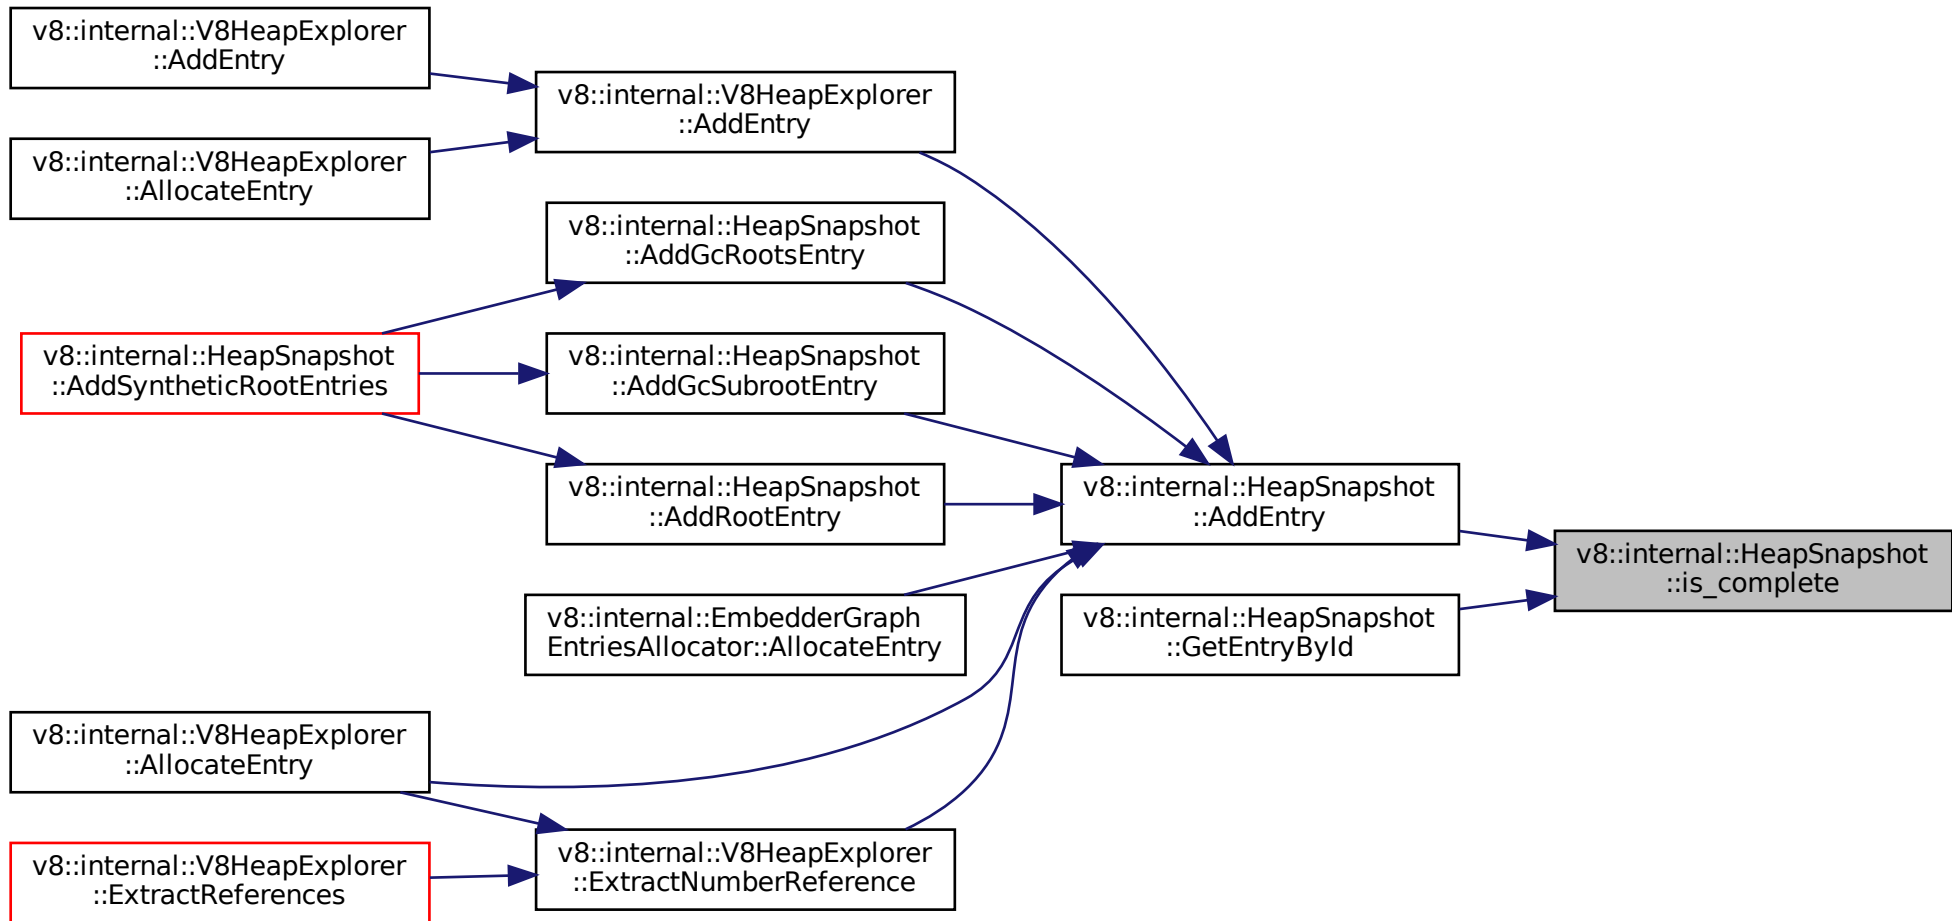 v8::internal::V8HeapExplorer
::AddEntry
v8::internal::V8HeapExplorer
::AddEntry
v8::internal::V8HeapExplorer
::AllocateEntry
v8::internal::HeapSnapshot
::AddGcRootsEntry
v8::internal::HeapSnapshot
::AddSyntheticRootEntries
v8::internal::HeapSnapshot
::AddGcSubrootEntry
v8::internal::HeapSnapshot
::AddRootEntry
v8::internal::HeapSnapshot
::AddEntry
v8::internal::HeapSnapshot
::is_complete
v8::internal::EmbedderGraph
EntriesAllocator::AllocateEntry
v8::internal::HeapSnapshot
::GetEntryById
v8::internal::V8HeapExplorer
::AllocateEntry
v8::internal::V8HeapExplorer
::ExtractReferences
v8::internal::V8HeapExplorer
::ExtractNumberReference